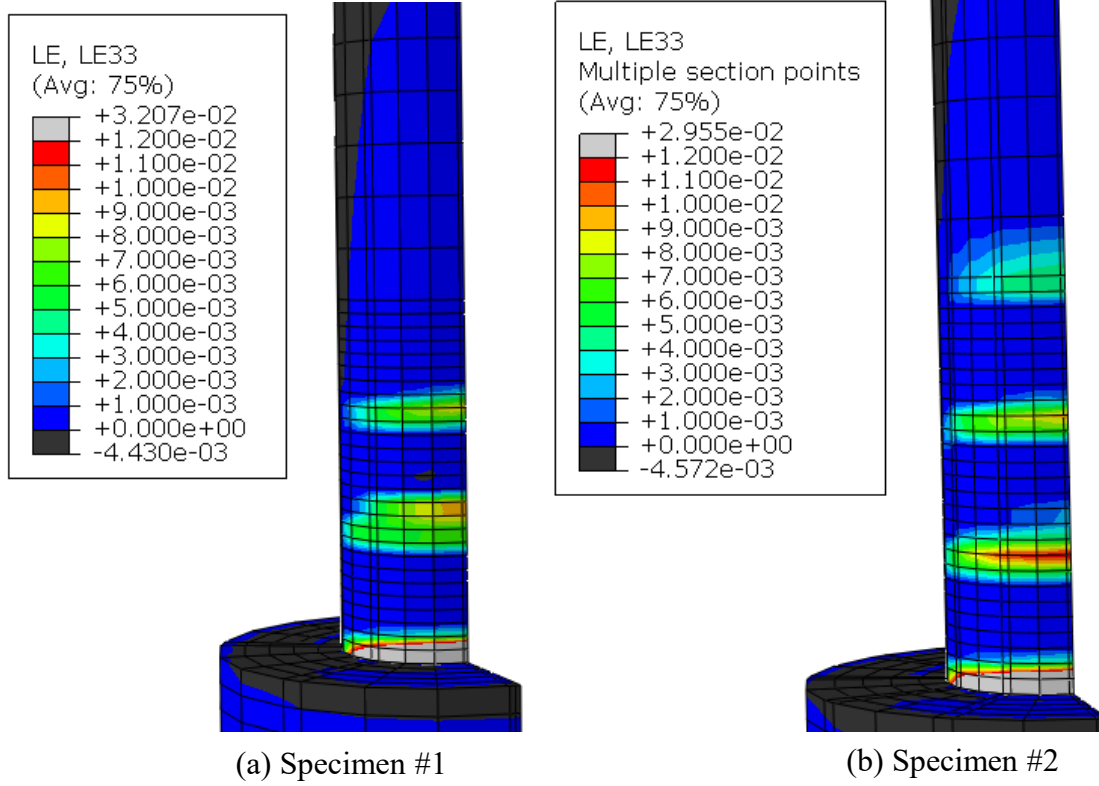 LE, LE33
(Avg: 75%)
+3.207e-02
+1.200e-02
+1.100e-02
+1.000e-02
+9.000e-03
+8.000e-03
+7.000e-03
+6.000e-03
+5.000e-03
+4.000e-03
+3.000e-03
+2.000e-03
+1.000e-03
+0.000e+00
-4.430e-03
(a) Specimen #1
LE, LE33
Multiple section points
(Avg: 75%)
+2.955e-02
+1.200e-02
+1.100e-02
+1.000e-02
+9.000e-03
+8.000e-03
+7.000e-03
+6.000e-03
+5.000e-03
+4.000e-03
+3.000e-03
+2.000e-03
+1.000e-03
+0.000e+00
-4.572e-03
(b) Specimen #2